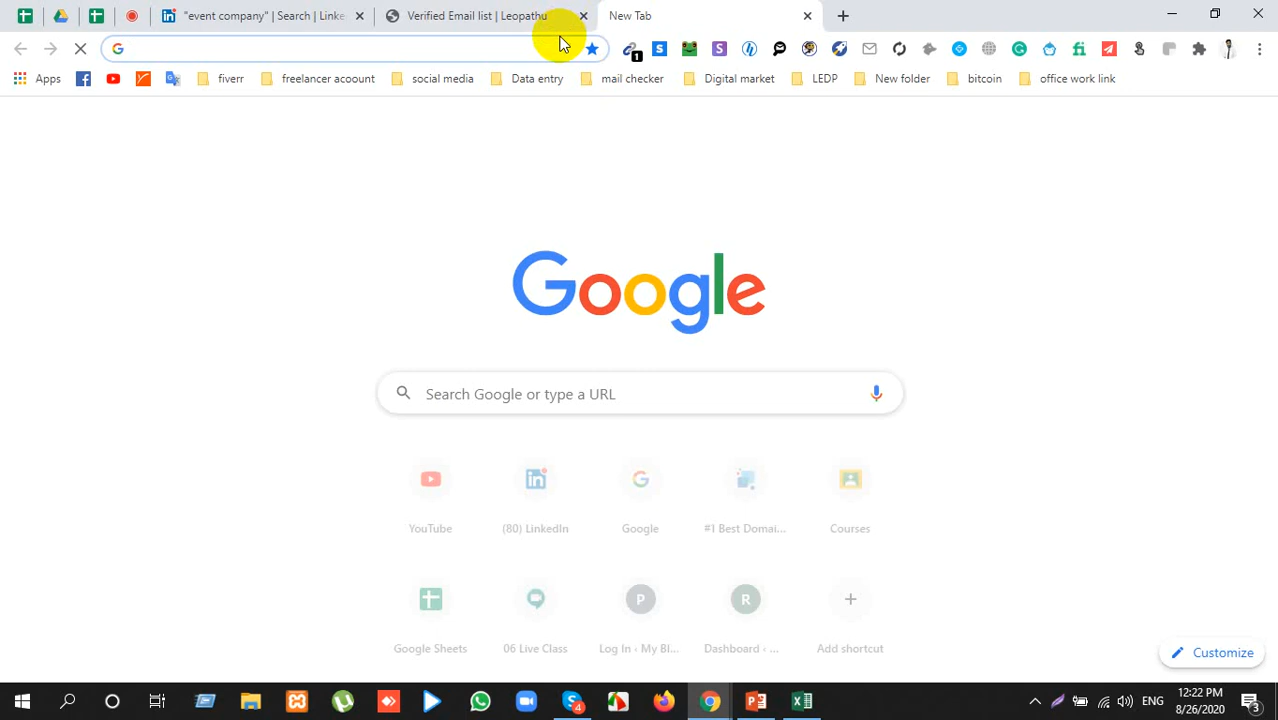 "event company" | Search | Linke
Verified Email list | Leopathu
New Tab
1
Apps
fiverr
freelancer acoount
social media
Data entry
mail checker
Digital market
LEDP
New folder
bitcoin
office work link
Google
Search Google or type a URL
YouTube
(80) LinkedIn
Google
#1 Best Domai...
Courses
P
R
Google Sheets
06 Live Class
Log In ‹ My Bl...
Dashboard ‹ ...
Add shortcut
Customize
4
ENG
12:22 PM
8/26/2020
3